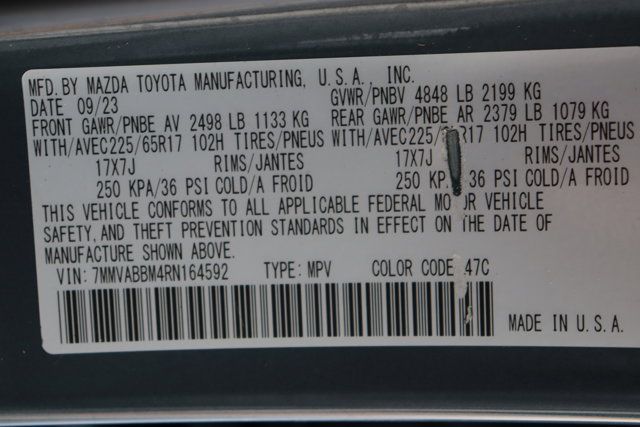 MFD. BY MAZDA TOYOTA MANUFACTURING, U.S.A., INC.
DATE 09/23 GVWR/PNBV 4848 LB 2199 KG
FRONT GAWR/PNBE AV 2498 LB 1133 KG REAR GAWR/PNBE AR 2379 LB 1079 KG
WITH/AVEC225/65R17 102H TIRES/PNEUS WITH/AVEC225/ R17 102H TIRES/PNEUS
17X7J RIMS/JANTES 17X7J RIMS/JANTES
250 KPA/36 PSI COLD/A FROID 250 KP 36 PSI COLD/A FROID
THIS VEHICLE CONFORMS TO ALL APPLICABLE FEDERAL MOTOR VEHICLE
SAFETY, AND THEFT PREVENTION STANDARDS IN EFFECT ON THE DATE OF
MANUFACTURE SHOWN ABOVE.
VIN: 7MMVABBM4RN164592 TYPE: MPV COLOR CODE 47C
MADE IN U.S.A.